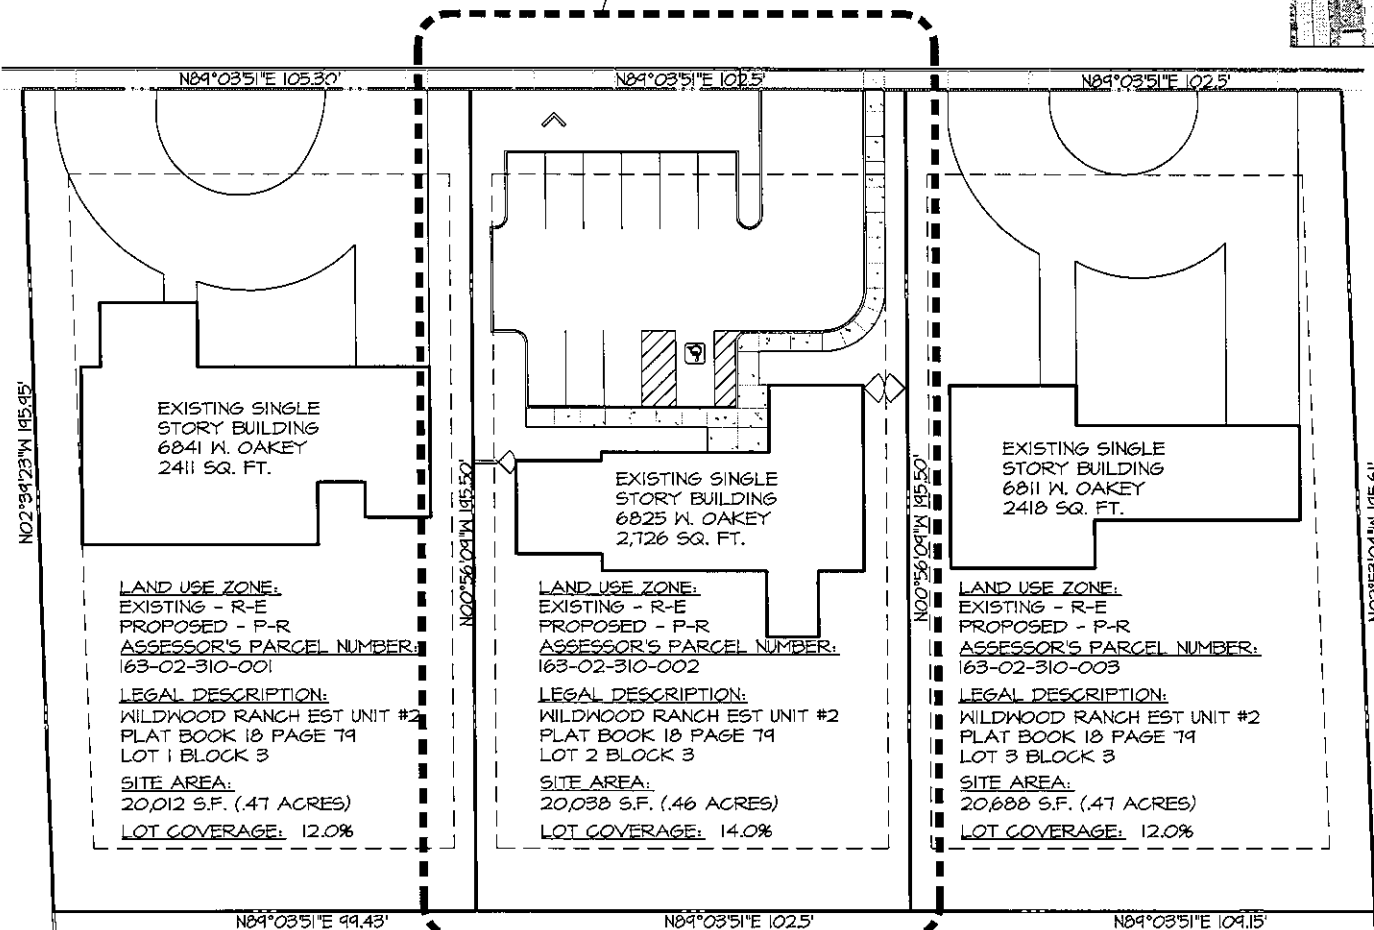 N89°03'51"E 105.30'
N89°03'51"E 102.5'
N89°03'51"E 102.5'
N02°39'23"W 195.95'
EXISTING SINGLE
STORY BUILDING
6841 W. OAKEY
2411 SQ. FT.
N00°56'09"W 195.50'
EXISTING SINGLE
STORY BUILDING
6825 W. OAKEY
2,726 SQ. FT.
N00°56'09"W 195.50'
EXISTING SINGLE
STORY BUILDING
6811 W. OAKEY
2418 SQ. FT.
LAND USE ZONE:
EXISTING - R-E
PROPOSED - P-R
ASSESSOR'S PARCEL NUMBER:
163-02-310-001
LEGAL DESCRIPTION:
WILDWOOD RANCH EST UNIT #2
PLAT BOOK 18 PAGE 79
LOT 1 BLOCK 3
SITE AREA:
20,012 S.F. (.47 ACRES)
LOT COVERAGE: 12.0%
LAND USE ZONE:
EXISTING - R-E
PROPOSED - P-R
ASSESSOR'S PARCEL NUMBER:
163-02-310-002
LEGAL DESCRIPTION:
WILDWOOD RANCH EST UNIT #2
PLAT BOOK 18 PAGE 79
LOT 2 BLOCK 3
SITE AREA:
20,038 S.F. (.46 ACRES)
LOT COVERAGE: 14.0%
LAND USE ZONE:
EXISTING - R-E
PROPOSED - P-R
ASSESSOR'S PARCEL NUMBER:
163-02-310-003
LEGAL DESCRIPTION:
WILDWOOD RANCH EST UNIT #2
PLAT BOOK 18 PAGE 79
LOT 3 BLOCK 3
SITE AREA:
20,688 S.F. (.47 ACRES)
LOT COVERAGE: 12.0%
N89°03'51"E 99.43'
N89°03'51"E 102.5'
N89°03'51"E 109.15'